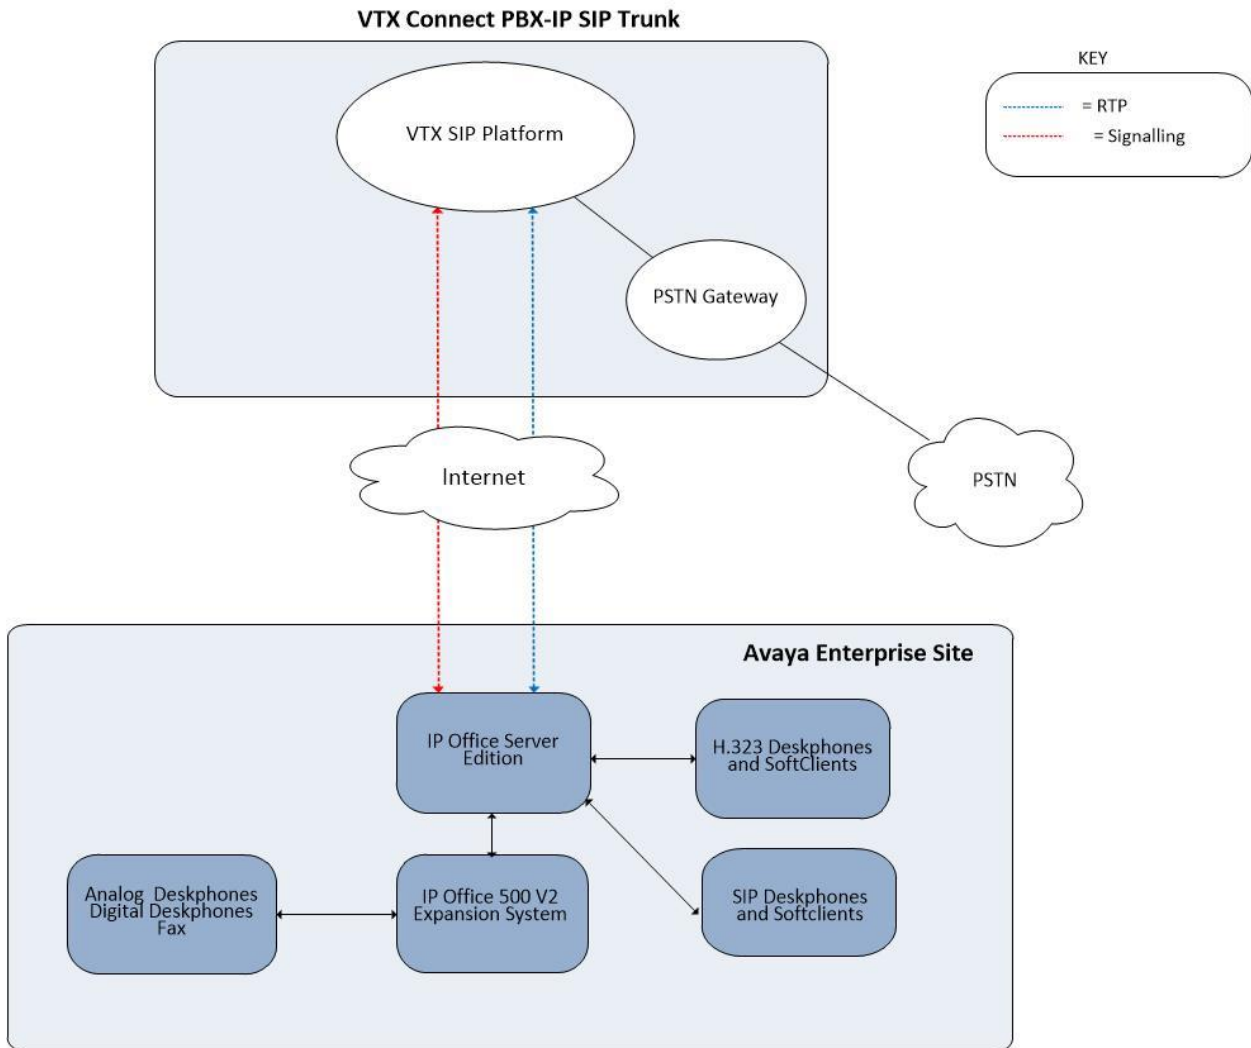 VTX Connect PBX-IP SIP Trunk
KEY
= RTP
= Signalling
VTX SIP Platform
PSTN Gateway
Internet
PSTN
Avaya Enterprise Site
IP Office Server
Edition
H.323 Deskphones
and SoftClients
Analog Deskphones
Digital Deskphones
Fax
IP Office 500 V2
Expansion System
SIP Deskphones
and Softclients